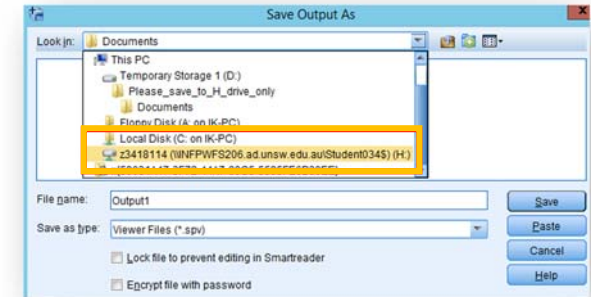 Save Output As
Look in: Documents
This PC
Temporary Storage 1 (D:)
Please_save_to_H_drive_only
Documents
Floppy Disk (A: on IK-PC)
Local Disk (C: on IK-PC)
z3418114 (\\INFPWFS206.ad.unsw.edu.au\Student034$) (H:)
File name: Output1 Save
Save as type: Viewer Files (*.spv) Paste
Lock file to prevent editing in Smartreader Cancel
Encrypt file with password Help